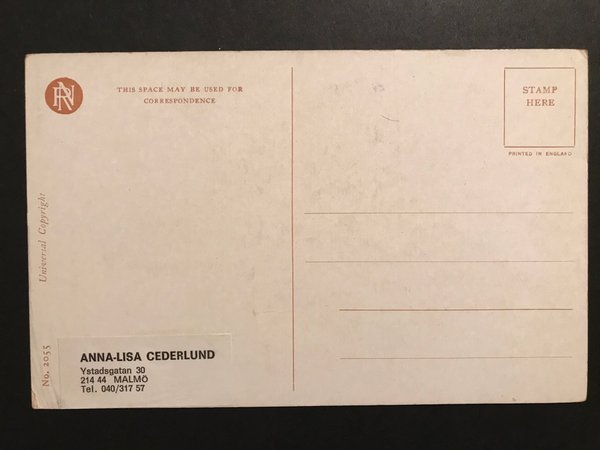 RN
THIS SPACE MAY BE USED FOR
CORRESPONDENCE
STAMP
HERE
PRINTED IN ENGLAND
Universal Copyright
No. 2055
ANNA-LISA CEDERLUND
Ystadsgatan 30
214 44 MALMÖ
Tel. 040/317 57